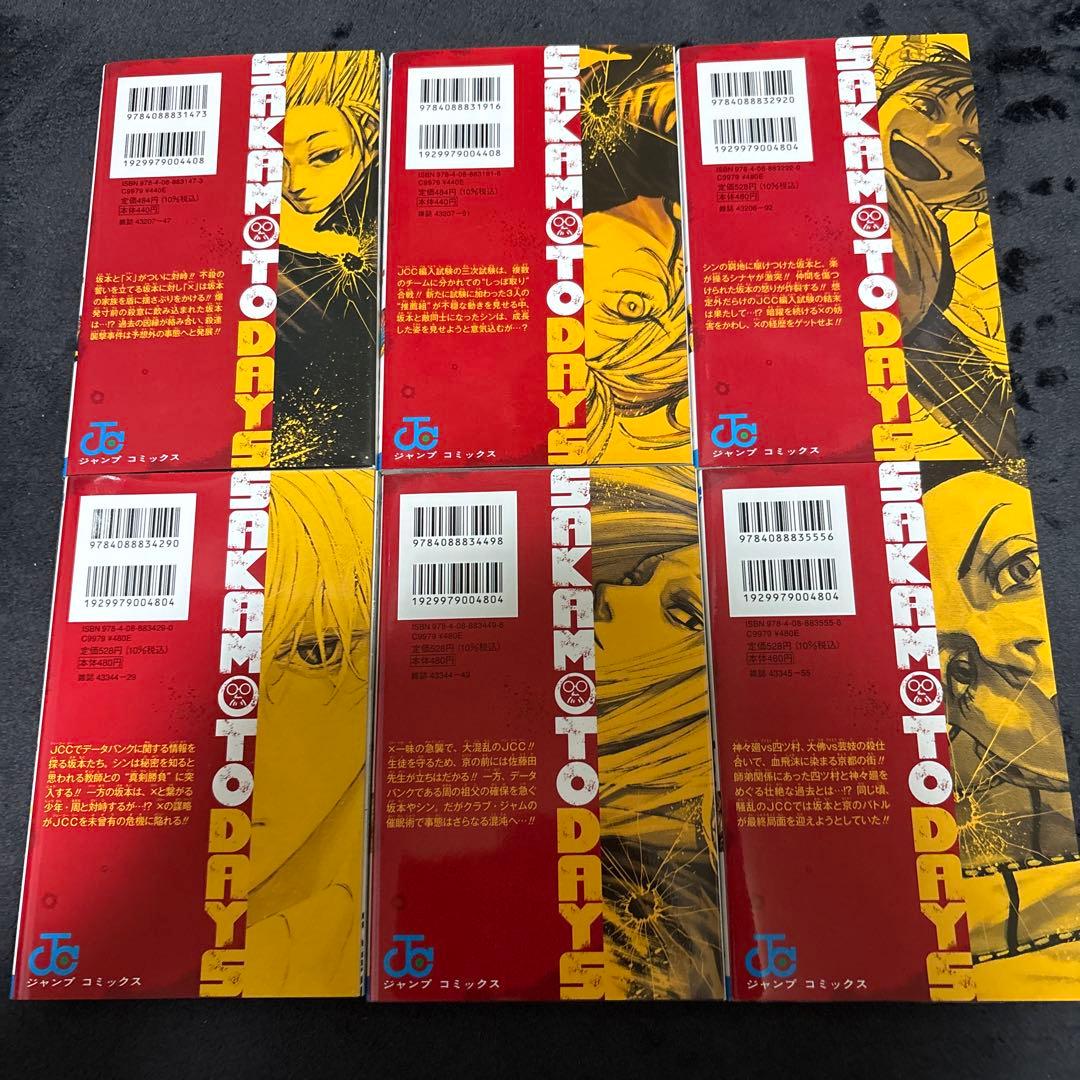 9784088831473
1929979004408
ISBN 978-4-08-883147-3
C9979 ¥440E
定価484円 (10%税込)
本体440円
雑誌 43207-47
坂本と「×」がついに対峙!! 不殺の
誓いを立てる坂本に対し「×」は坂本
の家族を盾に揺さぶりをかける!! 爆
発寸前の殺意に飲み込まれた坂本
は…!? 過去の因縁が絡み合い、殺連
襲撃事件は予想外の事態へと発展!!
ジャンプ コミックス
SAKAMOTO DAYS
9784088831916
1929979004408
ISBN 978-4-08-883191-6
C9979 ¥440E
定価484円 (10%税込)
本体440円
雑誌 43207-91
JCC編入試験の三次試験は、複数
のチームに分かれての“しっぽ取り”
合戦!! 新たに試験に加わった3人の
“推薦組”が不穏な動きを見せる中、
坂本と敵同士になったシンは、成長
した姿を見せようと意気込むが…?
ジャンプ コミックス
SAKAMOTO DAYS
9784088832920
1929979004804
ISBN 978-4-08-883292-0
C9979 ¥480E
定価528円 (10%税込)
本体480円
雑誌 43206-92
シンの窮地に駆けつけた坂本と、楽
が操るシナヤが激突!! 仲間を傷つ
けられた坂本の怒りが炸裂する!! 想
定外だらけのJCC編入試験の結末
は果たして…!? 暗躍を続ける×の妨
害をかわし、×の経歴をゲットせよ!!
ジャンプ コミックス
SAKAMOTO DAYS
9784088834290
1929979004804
ISBN 978-4-08-883429-0
C9979 ¥480E
定価528円 (10%税込)
本体480円
雑誌 43344-29
JCCでデータバンクに関する情報を
探る坂本たち。シンは秘密を知ると
思われる教師との“真剣勝負”に突
入する!! 一方の坂本は、×と繋がる
少年・周と対峙するが…!? ×の謀略
がJCCを未曾有の危機に陥れる!!
ジャンプ コミックス
SAKAMOTO DAYS
9784088834498
1929979004804
ISBN 978-4-08-883449-8
C9979 ¥480E
定価528円 (10%税込)
本体480円
雑誌 43344-49
×一味の急襲で、大混乱のJCC!!
生徒を守るため、京の前には佐藤田
先生が立ちはだかる!! 一方、データ
バンクである周の祖父の確保を急ぐ
坂本やシン。だがクラブ・ジャムの
催眠術で事態はさらなる混沌へ…!!
ジャンプ コミックス
SAKAMOTO DAYS
9784088835556
1929979004804
ISBN 978-4-08-883555-6
C9979 ¥480E
定価528円 (10%税込)
本体480円
雑誌 43345-55
神々廻vs四ツ村、大佛vs芸妓の殺仕
合いで、血飛沫に染まる京都の街!!
師弟関係にあった四ツ村と神々廻を
めぐる壮絶な過去とは…!? 同じ頃、
騒乱のJCCでは坂本と京のバトル
が最終局面を迎えようとしていた!!
ジャンプ コミックス
SAKAMOTO DAYS